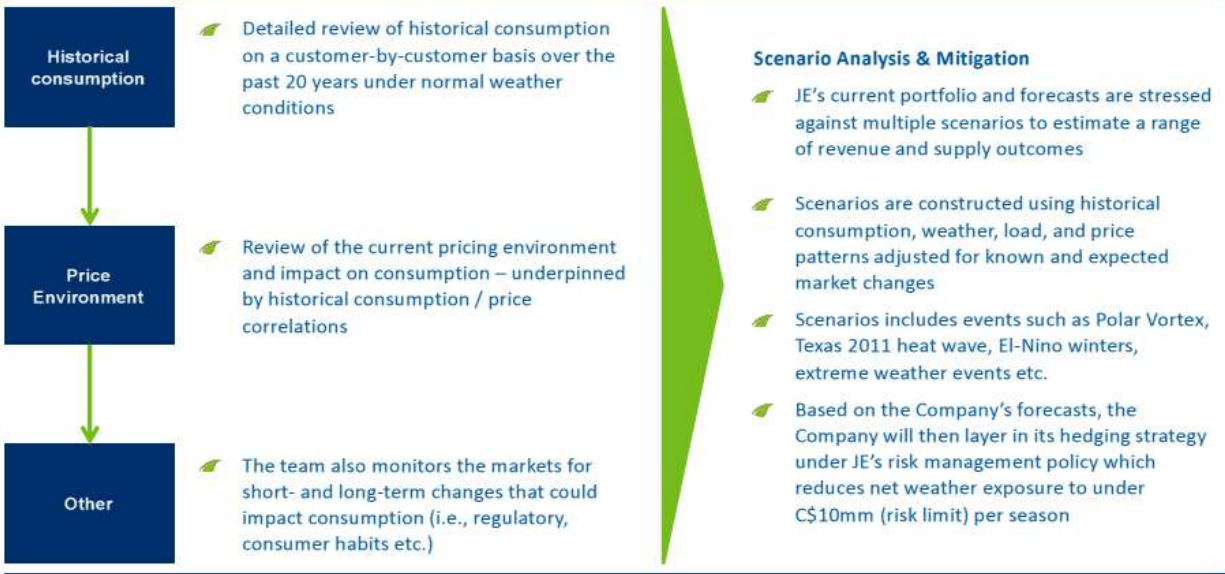 Historical
consumption
Detailed review of historical consumption
on a customer-by-customer basis over the
past 20 years under normal weather
conditions
Price
Environment
Review of the current pricing environment
and impact on consumption – underpinned
by historical consumption / price
correlations
Other
The team also monitors the markets for
short- and long-term changes that could
impact consumption (i.e., regulatory,
consumer habits etc.)
Scenario Analysis & Mitigation
JE’s current portfolio and forecasts are stressed
against multiple scenarios to estimate a range
of revenue and supply outcomes
Scenarios are constructed using historical
consumption, weather, load, and price
patterns adjusted for known and expected
market changes
Scenarios includes events such as Polar Vortex,
Texas 2011 heat wave, El-Nino winters,
extreme weather events etc.
Based on the Company’s forecasts, the
Company will then layer in its hedging strategy
under JE’s risk management policy which
reduces net weather exposure to under
C$10mm (risk limit) per season